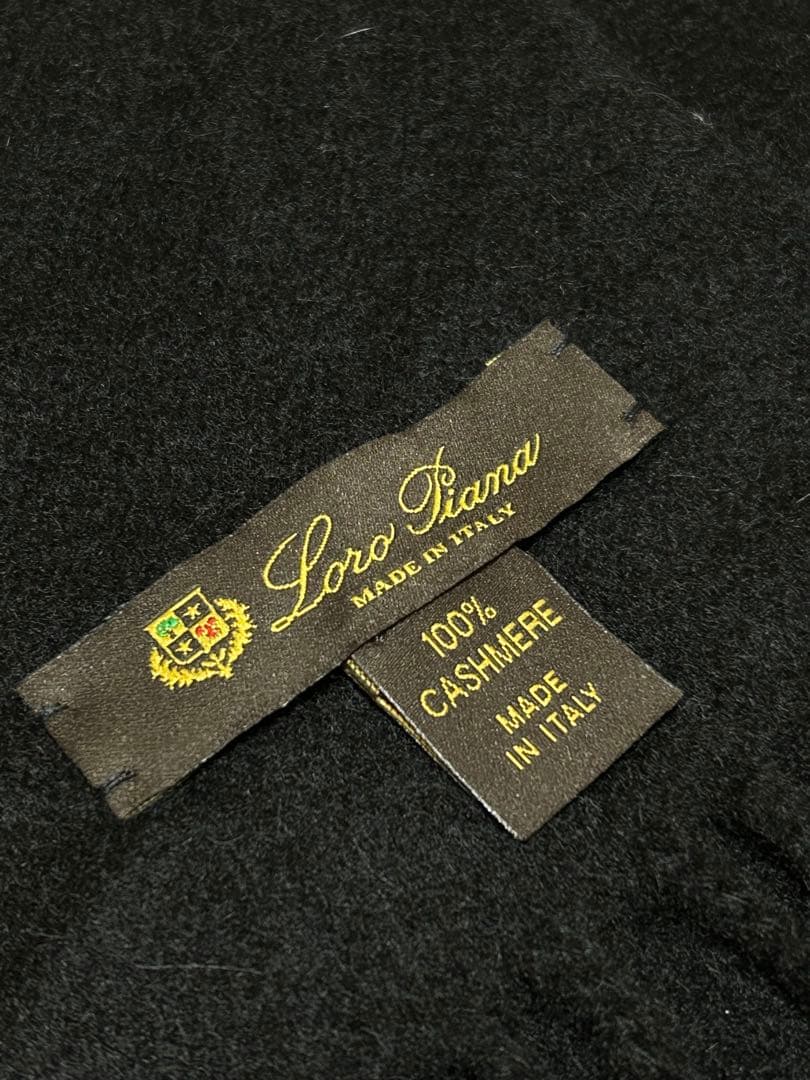 Loro Piana
MADE IN ITALY
100%
CASHMERE
MADE
IN ITALY